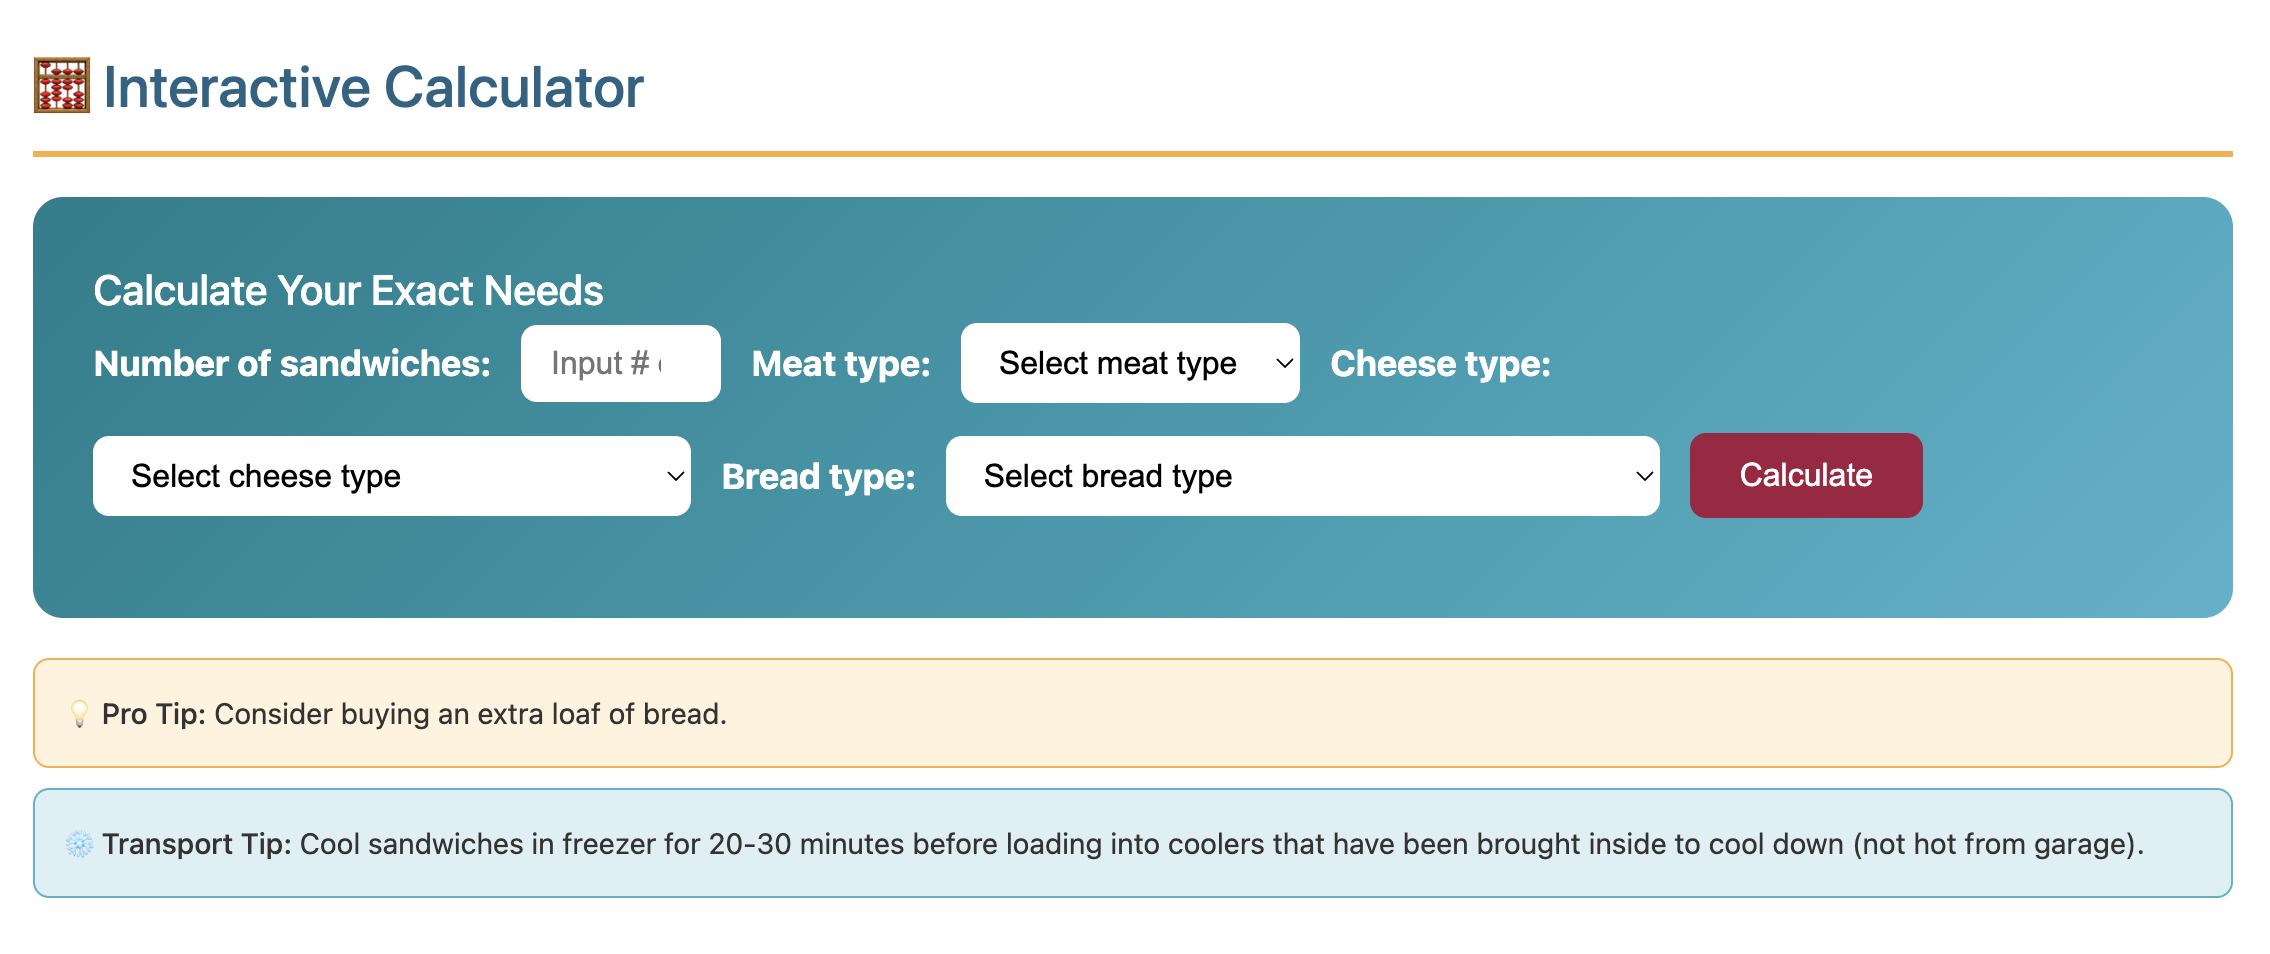 Interactive Calculator
Calculate Your Exact Needs
Number of sandwiches: Input # Meat type: Select meat type Cheese type:
Select cheese type Bread type: Select bread type Calculate
Pro Tip: Consider buying an extra loaf of bread.
Transport Tip: Cool sandwiches in freezer for 20-30 minutes before loading into coolers that have been brought inside to cool down (not hot from garage).